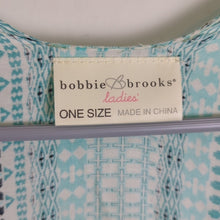 bobbie Brooks®
ladies'
ONE SIZE MADE IN CHINA